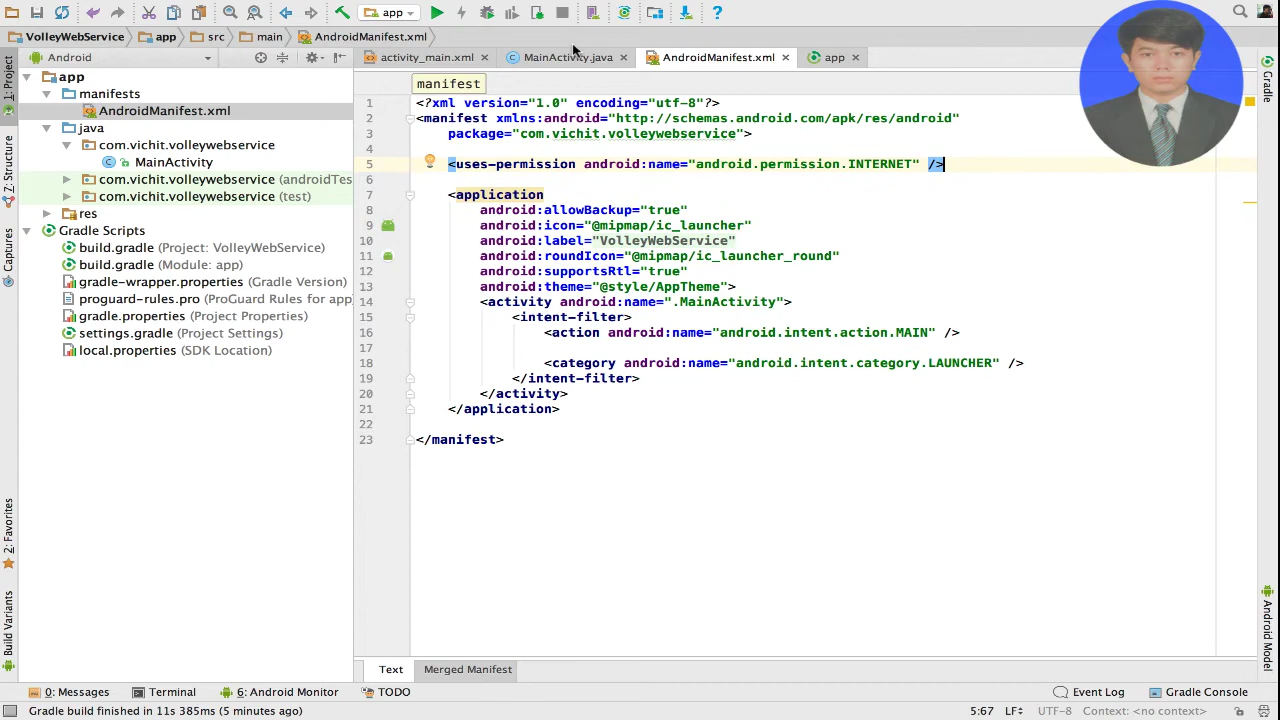 app
VolleyWebService
app
src
main
AndroidManifest.xml
Android
activity_main.xml
MainActivity.java
AndroidManifest.xml
app
1: Project
Z: Structure
Captures
2: Favorites
Build Variants
Gradle
Android Model
app
manifests
AndroidManifest.xml
java
com.vichit.volleywebservice
MainActivity
com.vichit.volleywebservice (androidTes
com.vichit.volleywebservice (test)
res
Gradle Scripts
build.gradle (Project: VolleyWebService)
build.gradle (Module: app)
gradle-wrapper.properties (Gradle Version)
proguard-rules.pro (ProGuard Rules for app
gradle.properties (Project Properties)
settings.gradle (Project Settings)
local.properties (SDK Location)
manifest
1 <?xml version="1.0" encoding="utf-8"?>
2 <manifest xmlns:android="http://schemas.android.com/apk/res/android"
3 package="com.vichit.volleywebservice">
4
5 <uses-permission android:name="android.permission.INTERNET" />
6
7 <application
8 android:allowBackup="true"
9 android:icon="@mipmap/ic_launcher"
10 android:label="VolleyWebService"
11 android:roundIcon="@mipmap/ic_launcher_round"
12 android:supportsRtl="true"
13 android:theme="@style/AppTheme">
14 <activity android:name=".MainActivity">
15 <intent-filter>
16 <action android:name="android.intent.action.MAIN" />
17
18 <category android:name="android.intent.category.LAUNCHER" />
19 </intent-filter>
20 </activity>
21 </application>
22
23 </manifest>
Text
Merged Manifest
0: Messages
Terminal
6: Android Monitor
TODO
Event Log
Gradle Console
Gradle build finished in 11s 385ms (5 minutes ago)
5:67
LF
UTF-8
Context: <no context>